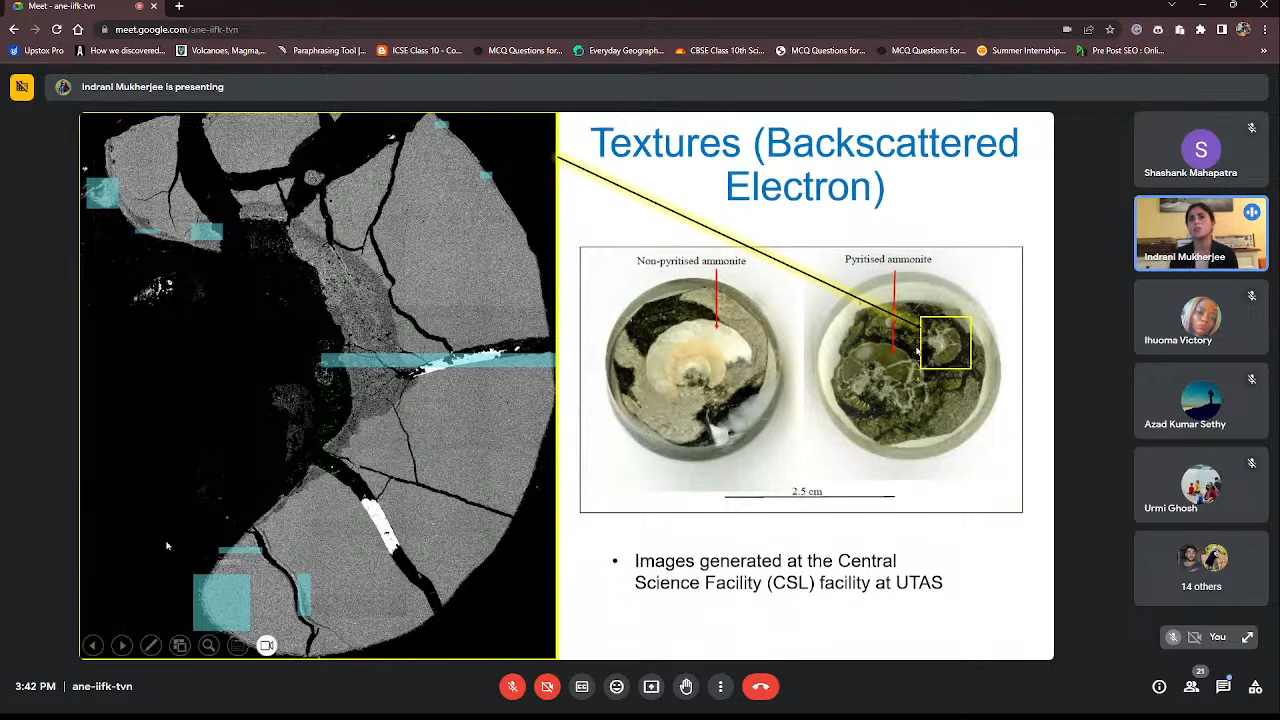 Meet - ane-iifk-tvn
meet.google.com/ane-iifk-tvn
Upstox Pro
How we discovered...
Volcanoes, Magma,...
Paraphrasing Tool |...
ICSE Class 10 - Co...
MCQ Questions for...
Everyday Geograph...
CBSE Class 10th Sci...
MCQ Questions for...
MCQ Questions for...
Summer Internship...
Pre Post SEO : Onli...
Indrani Mukherjee is presenting
Textures (Backscattered
Electron)
Non-pyritised ammonite
Pyritised ammonite
2.5 cm
• Images generated at the Central
Science Facility (CSL) facility at UTAS
S
Shashank Mahapatra
Indrani Mukherjee
Ihuoma Victory
Azad Kumar Sethy
Urmi Ghosh
14 others
You
3:42 PM | ane-iifk-tvn
21